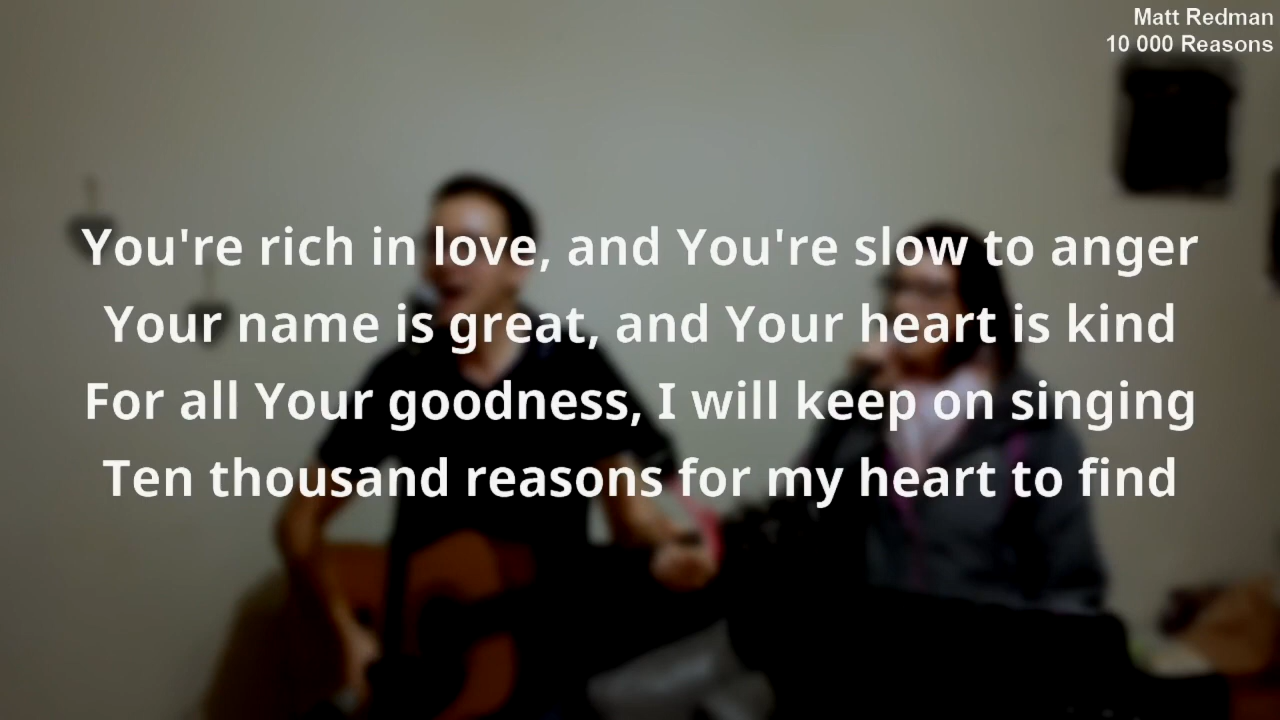 Matt Redman
10 000 Reasons
You're rich in love, and You're slow to anger
Your name is great, and Your heart is kind
For all Your goodness, I will keep on singing
Ten thousand reasons for my heart to find